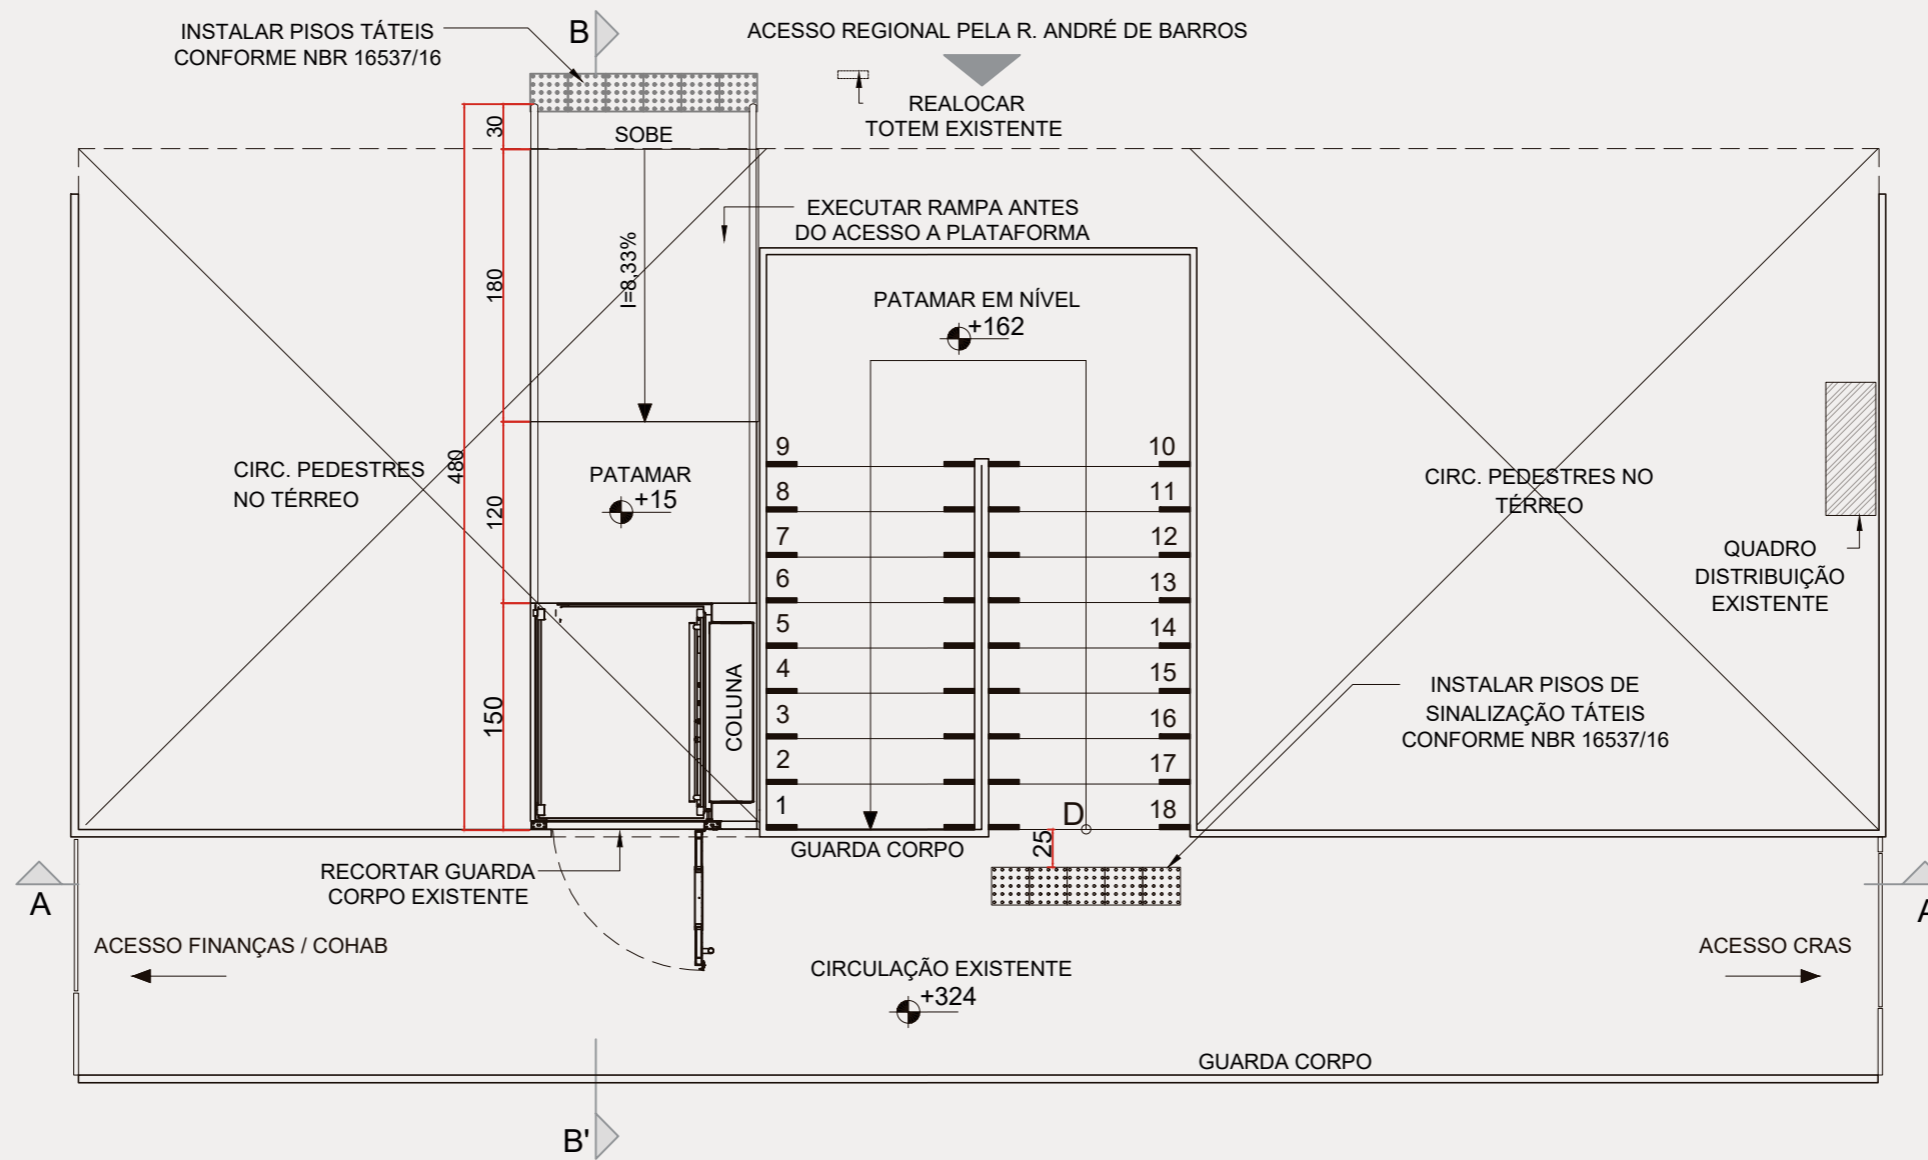 INSTALAR PISOS TÁTEIS
CONFORME NBR 16537/16
B
ACESSO REGIONAL PELA R. ANDRÉ DE BARROS
REALOCAR
TOTEM EXISTENTE
30
SOBE
EXECUTAR RAMPA ANTES
DO ACESSO A PLATAFORMA
180
I=8,33%
PATAMAR EM NÍVEL
+162
480
CIRC. PEDESTRES
NO TÉRREO
PATAMAR
+15
120
9
8
7
6
5
4
3
2
1
10
11
12
13
14
15
16
17
18
CIRC. PEDESTRES NO
TÉRREO
QUADRO
DISTRIBUIÇÃO
EXISTENTE
150
COLUNA
INSTALAR PISOS DE
SINALIZAÇÃO TÁTEIS
CONFORME NBR 16537/16
D
25
GUARDA CORPO
RECORTAR GUARDA
CORPO EXISTENTE
A
A
ACESSO FINANÇAS / COHAB
ACESSO CRAS
CIRCULAÇÃO EXISTENTE
+324
GUARDA CORPO
B'